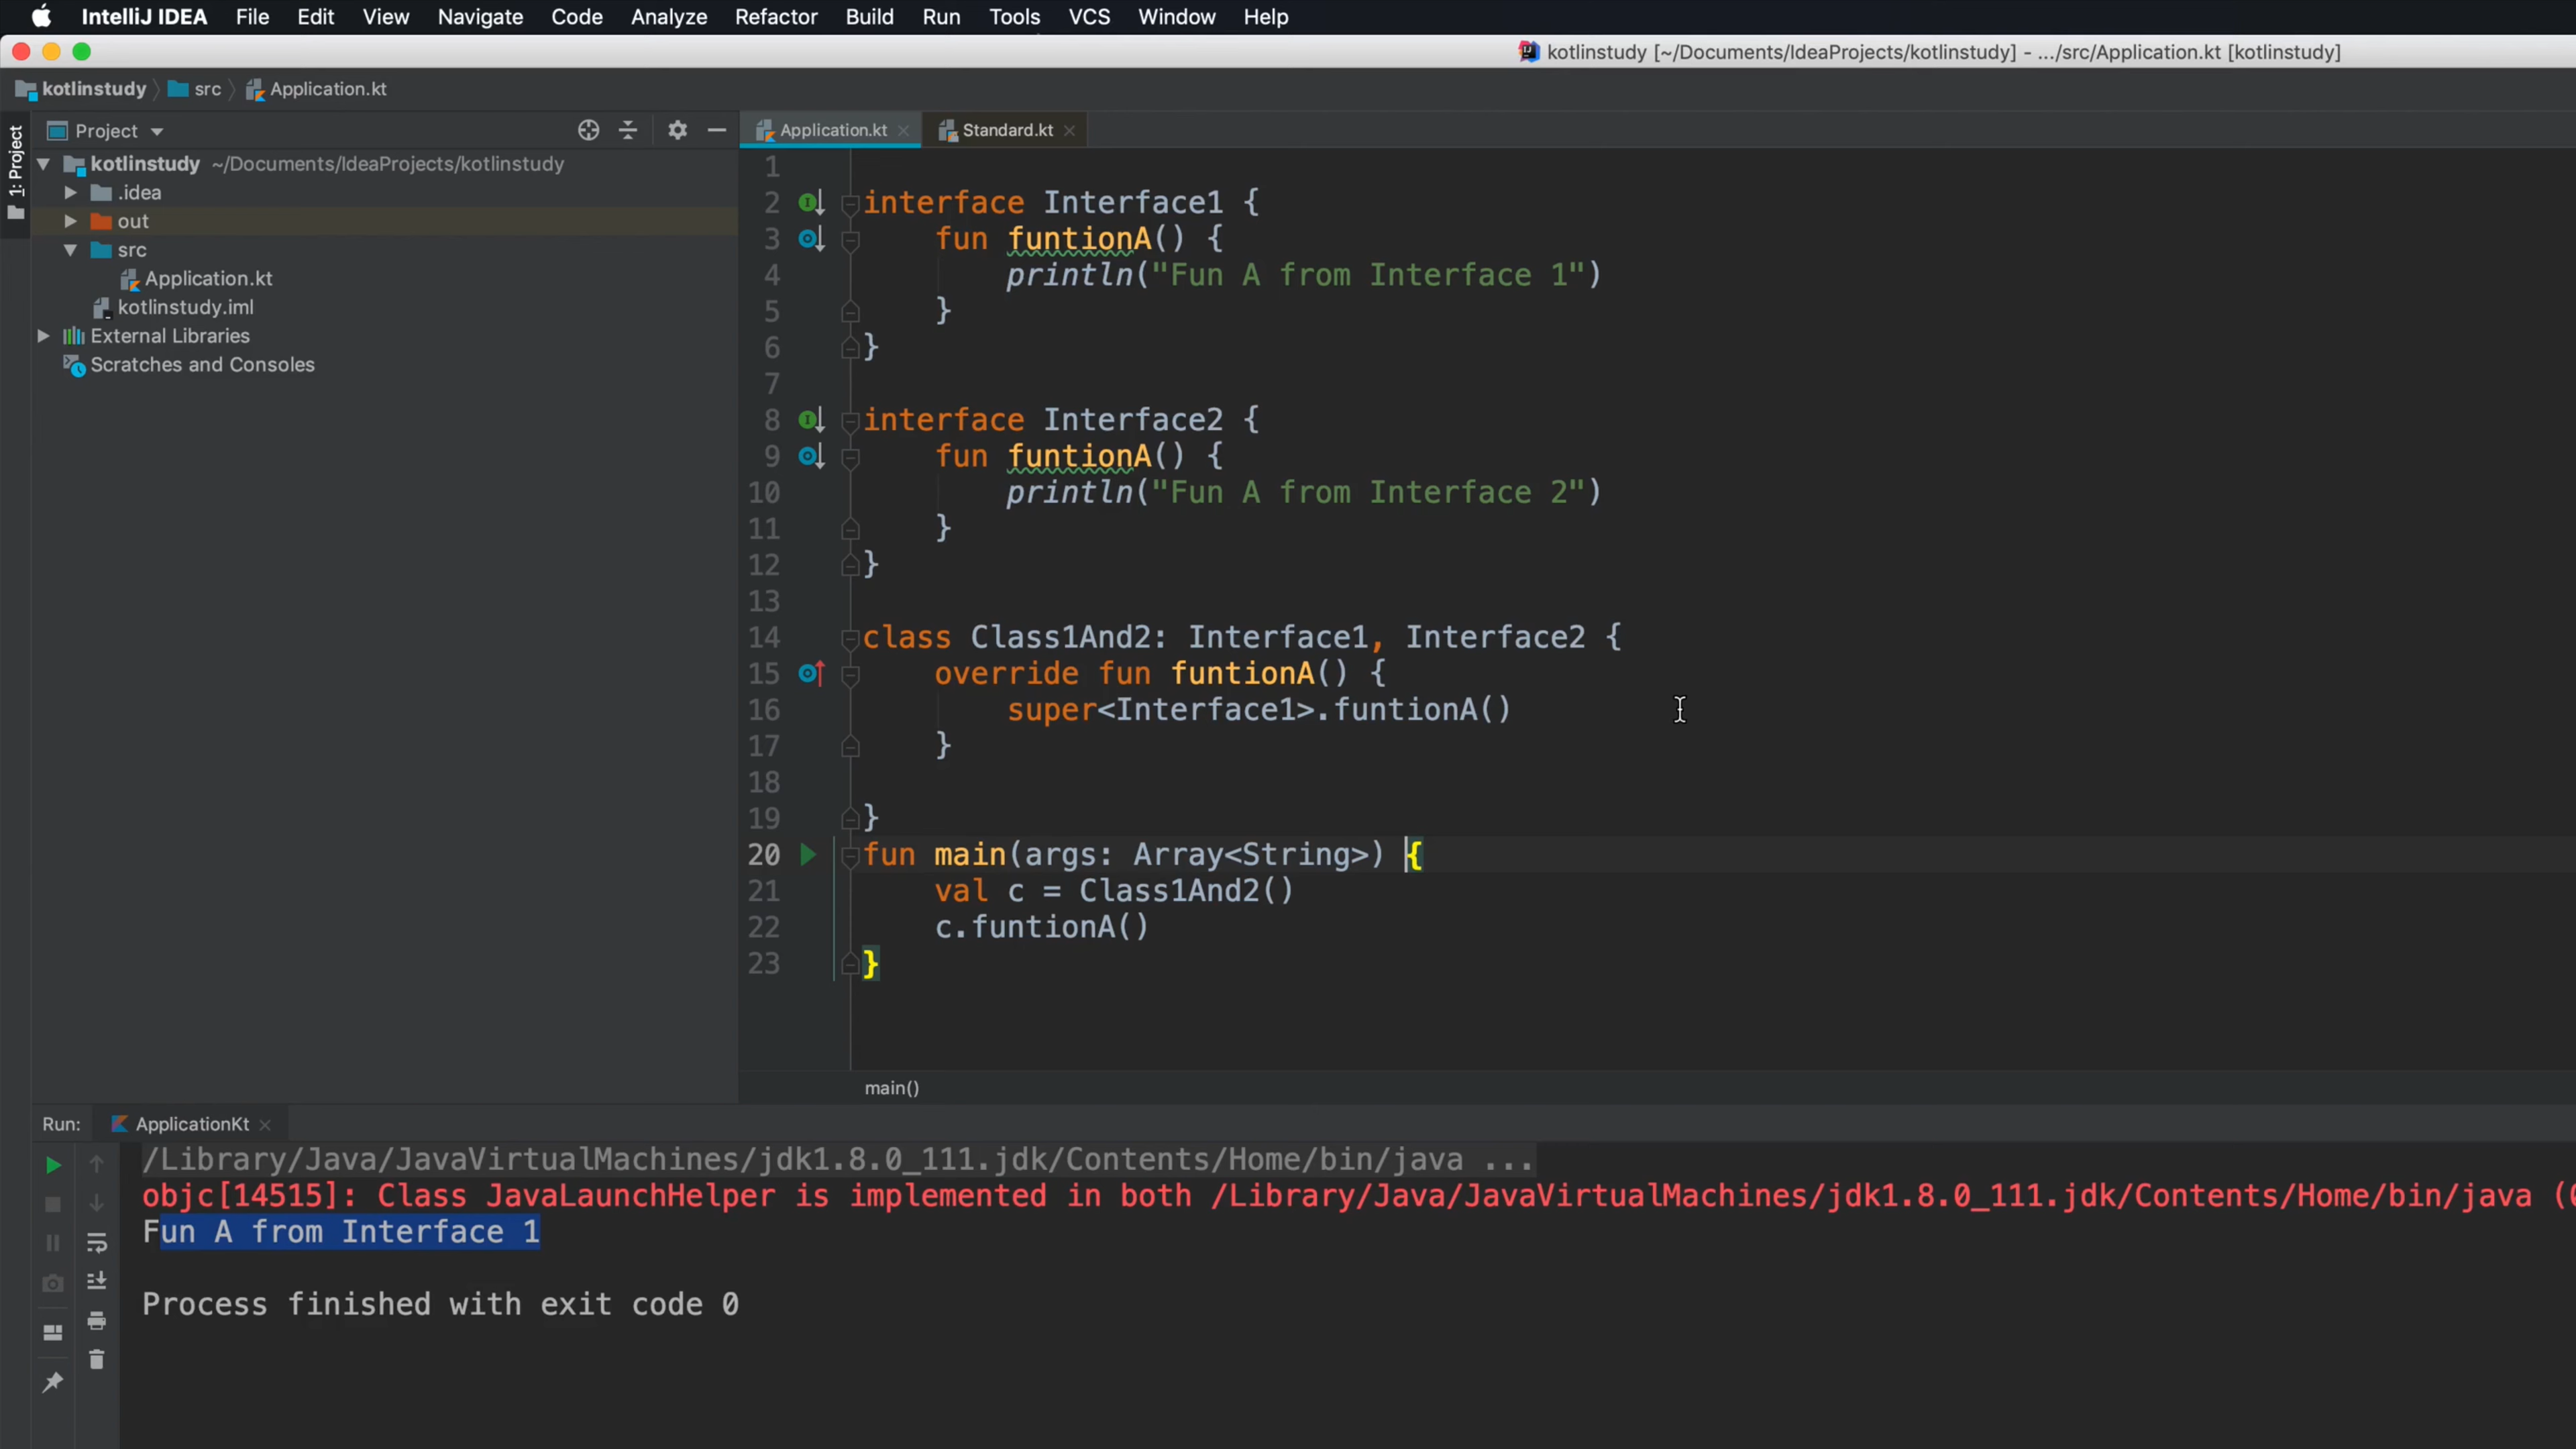 IntelliJ IDEA File Edit View Navigate Code Analyze Refactor Build Run Tools VCS Window Help
kotlinstudy [~/Documents/IdeaProjects/kotlinstudy] - .../src/Application.kt [kotlinstudy]
kotlinstudy src Application.kt
1: Project
Project
Application.kt Standard.kt
kotlinstudy ~/Documents/IdeaProjects/kotlinstudy
.idea
out
src
Application.kt
kotlinstudy.iml
External Libraries
Scratches and Consoles
1
2 interface Interface1 {
3 fun funtionA() {
4 println("Fun A from Interface 1")
5 }
6 }
7
8 interface Interface2 {
9 fun funtionA() {
10 println("Fun A from Interface 2")
11 }
12 }
13
14 class Class1And2: Interface1, Interface2 {
15 override fun funtionA() {
16 super<Interface1>.funtionA()
17 }
18
19 }
20 fun main(args: Array<String>) {
21 val c = Class1And2()
22 c.funtionA()
23 }
main()
Run: ApplicationKt
/Library/Java/JavaVirtualMachines/jdk1.8.0_111.jdk/Contents/Home/bin/java ...
objc[14515]: Class JavaLaunchHelper is implemented in both /Library/Java/JavaVirtualMachines/jdk1.8.0_111.jdk/Contents/Home/bin/java (
Fun A from Interface 1
Process finished with exit code 0